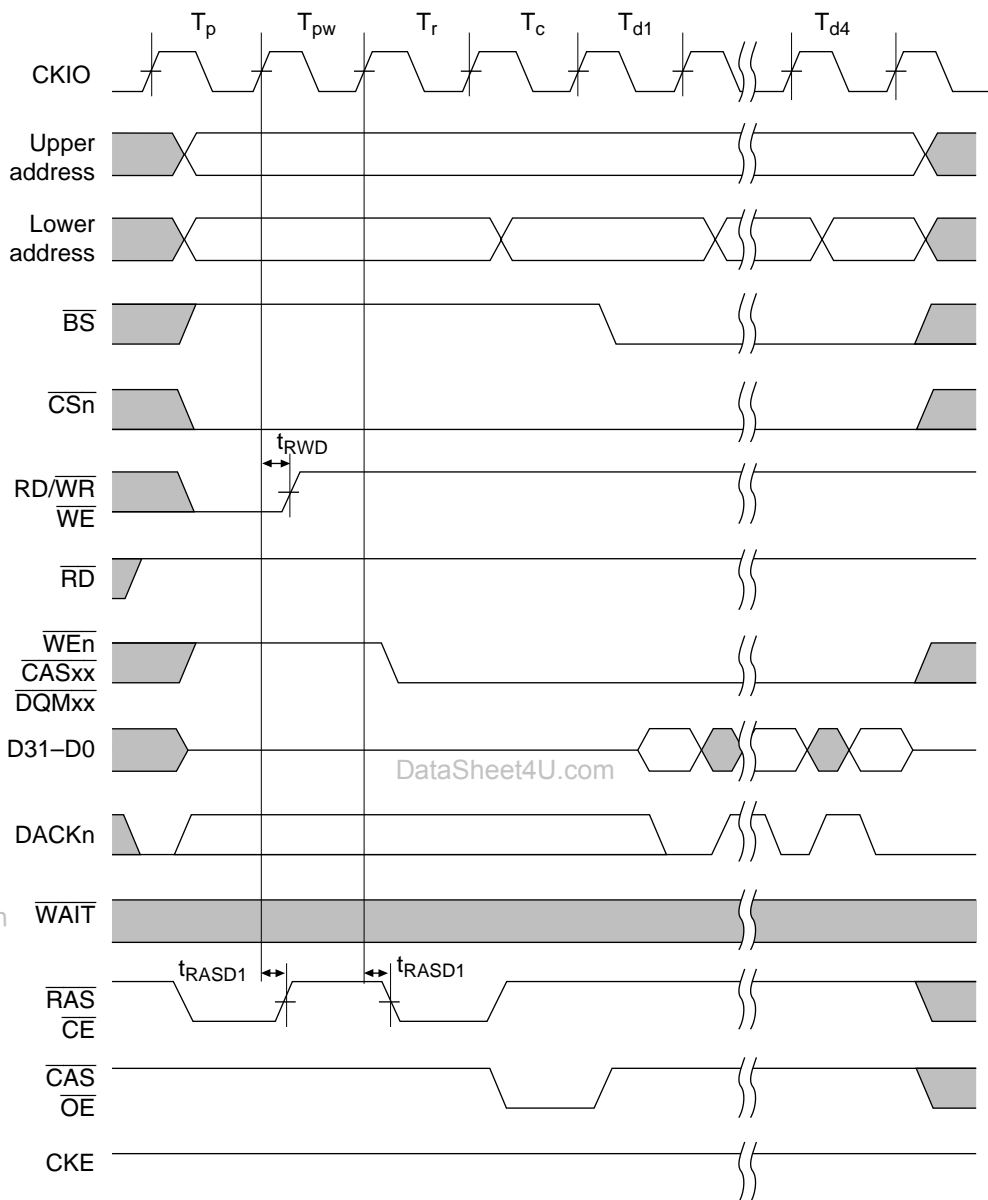 Tp Tpw Tr Tc Td1 Td4
CKIO
Upper
address
Lower
address
BS
CSn
tRWD
RD/WR
WE
RD
WEn
CASxx
DQMxx
D31–D0
DataSheet4U.com
DACKn
WAIT
tRASD1 tRASD1
RAS
CE
CAS
OE
CKE